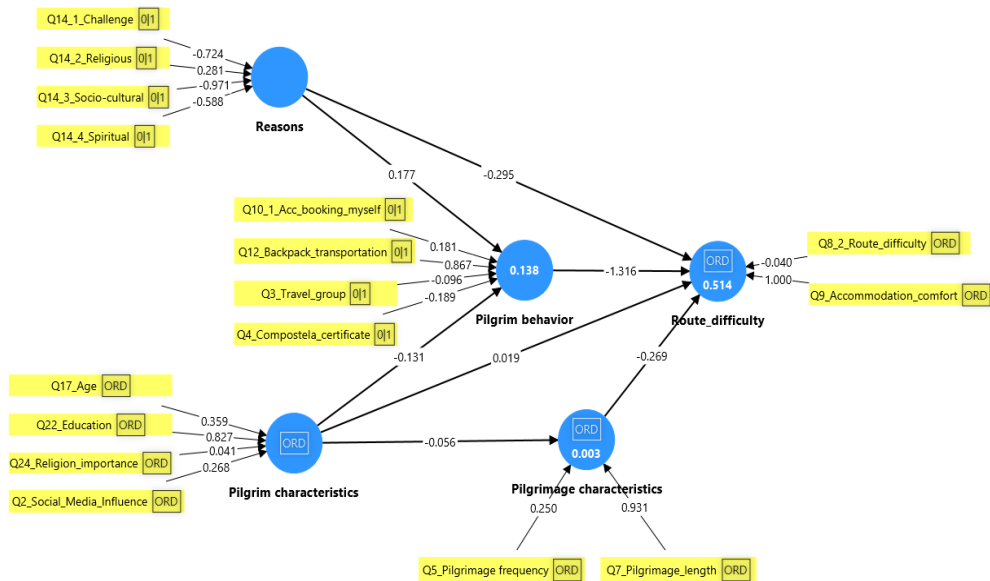 Q14_1_Challenge 0|1
Q14_2_Religious 0|1
Q14_3_Socio-cultural 0|1
Q14_4_Spiritual 0|1
-0.724
0.281
-0.971
-0.588
Reasons
0.177
-0.295
Q10_1_Acc_booking_myself 0|1
Q12_Backpack_transportation 0|1
Q3_Travel_group 0|1
Q4_Compostela_certificate 0|1
0.181
0.867
-0.096
-0.189
0.138
Pilgrim behavior
-1.316
ORD
0.514
Route_difficulty
Q8_2_Route_difficulty ORD
Q9_Accommodation_comfort ORD
-0.040
1.000
-0.131
0.019
-0.269
Q17_Age ORD
Q22_Education ORD
Q24_Religion_importance ORD
Q2_Social_Media_Influence ORD
0.359
0.827
0.041
0.268
ORD
Pilgrim characteristics
-0.056
ORD
0.003
Pilgrimage characteristics
0.250
0.931
Q5_Pilgrimage frequency ORD
Q7_Pilgrimage_length ORD